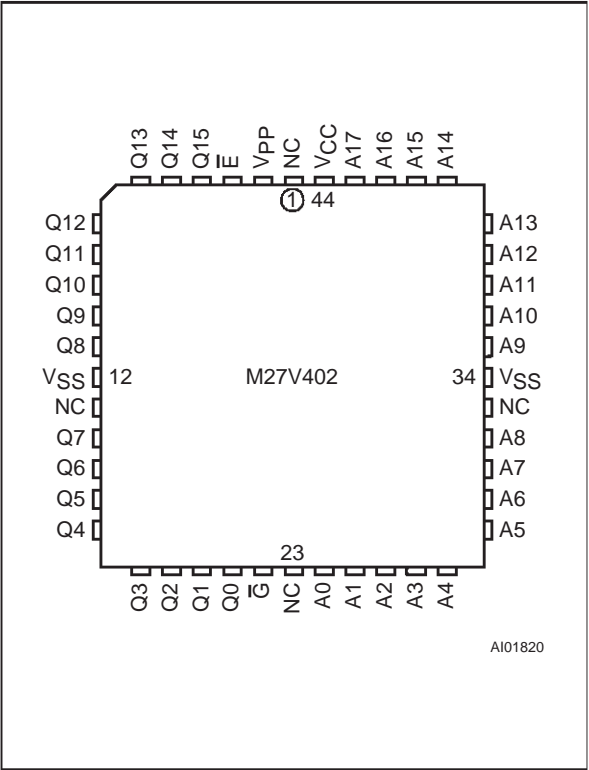 Q13 Q14 Q15 E̅ VPP NC VCC A17 A16 A15 A14
1 44
Q12 A13
Q11 A12
Q10 A11
Q9 A10
Q8 A9
VSS 12 M27V402 34 VSS
NC NC
Q7 A8
Q6 A7
Q5 A6
Q4 A5
23
Q3 Q2 Q1 Q0 G̅ NC A0 A1 A2 A3 A4
AI01820